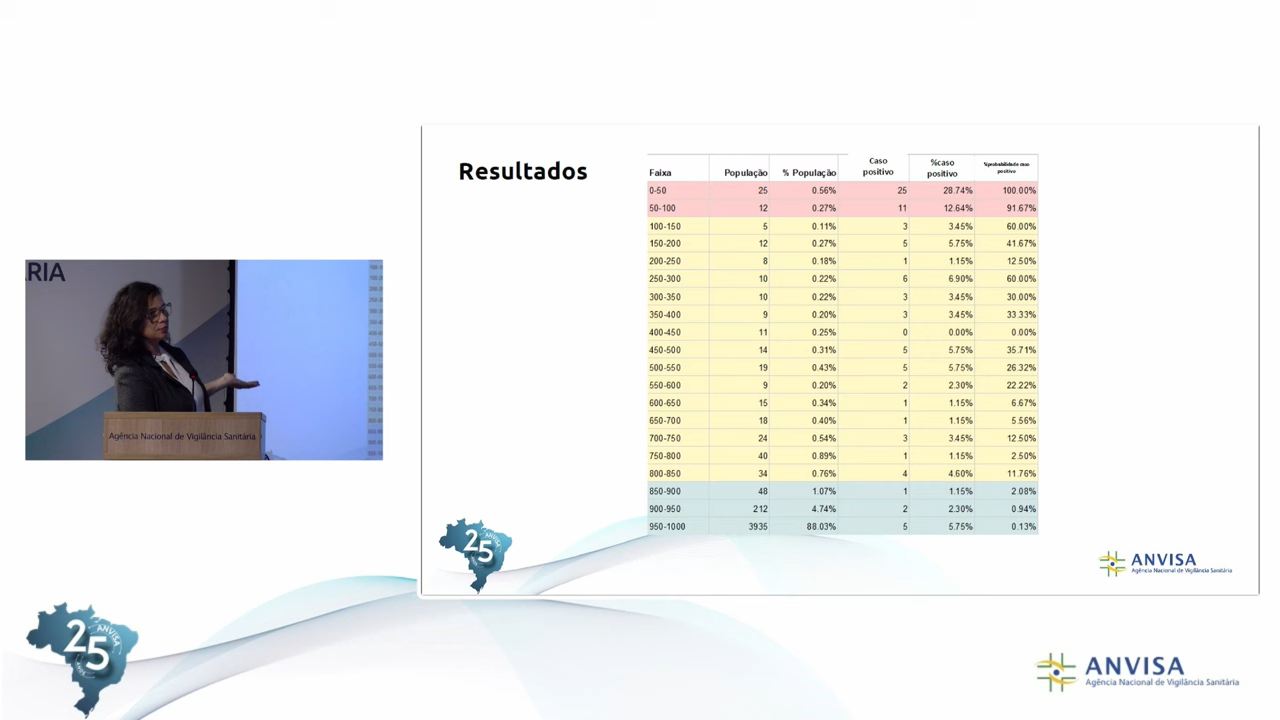 Resultados
Faixa População % População Caso positivo %caso positivo %probabilidade caso positivo
0-50 25 0.56% 25 28.74% 100.00%
50-100 12 0.27% 11 12.64% 91.67%
100-150 5 0.11% 3 3.45% 60.00%
150-200 12 0.27% 5 5.75% 41.67%
200-250 8 0.18% 1 1.15% 12.50%
250-300 10 0.22% 6 6.90% 60.00%
300-350 10 0.22% 3 3.45% 30.00%
350-400 9 0.20% 3 3.45% 33.33%
400-450 11 0.25% 0 0.00% 0.00%
450-500 14 0.31% 5 5.75% 35.71%
500-550 19 0.43% 5 5.75% 26.32%
550-600 9 0.20% 2 2.30% 22.22%
600-650 15 0.34% 1 1.15% 6.67%
650-700 18 0.40% 1 1.15% 5.56%
700-750 24 0.54% 3 3.45% 12.50%
750-800 40 0.89% 1 1.15% 2.50%
800-850 34 0.76% 4 4.60% 11.76%
850-900 48 1.07% 1 1.15% 2.08%
900-950 212 4.74% 2 2.30% 0.94%
950-1000 3935 88.03% 5 5.75% 0.13%
25
ANVISA
ANVISA
Agência Nacional de Vigilância Sanitária
ÁRIA
Agência Nacional de Vigilância Sanitária
25
ANVISA
ANVISA
Agência Nacional de Vigilância Sanitária